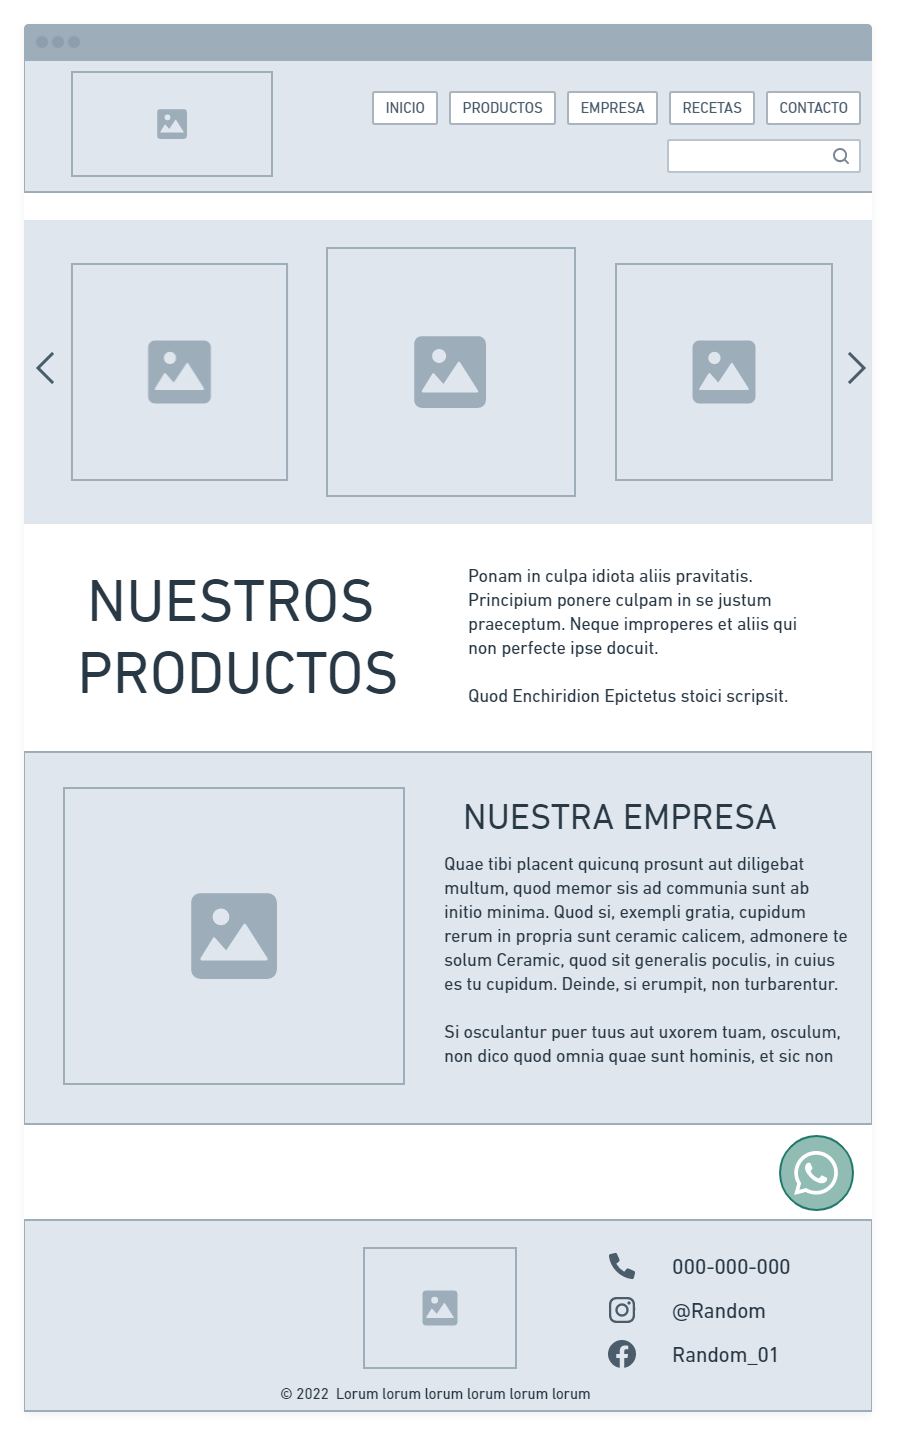 INICIO PRODUCTOS EMPRESA RECETAS CONTACTO
NUESTROS
PRODUCTOS
Ponam in culpa idiota aliis pravitatis.
Principium ponere culpam in se justum
praeceptum. Neque improperes et aliis qui
non perfecte ipse docuit.
Quod Enchiridion Epictetus stoici scripsit.
NUESTRA EMPRESA
Quae tibi placent quicunq prosunt aut diligebat
multum, quod memor sis ad communia sunt ab
initio minima. Quod si, exempli gratia, cupidum
rerum in propria sunt ceramic calicem, admonere te
solum Ceramic, quod sit generalis poculis, in cuius
es tu cupidum. Deinde, si erumpit, non turbarentur.
Si osculantur puer tuus aut uxorem tuam, osculum,
non dico quod omnia quae sunt hominis, et sic non
000-000-000
@Random
Random_01
© 2022 Lorum lorum lorum lorum lorum lorum